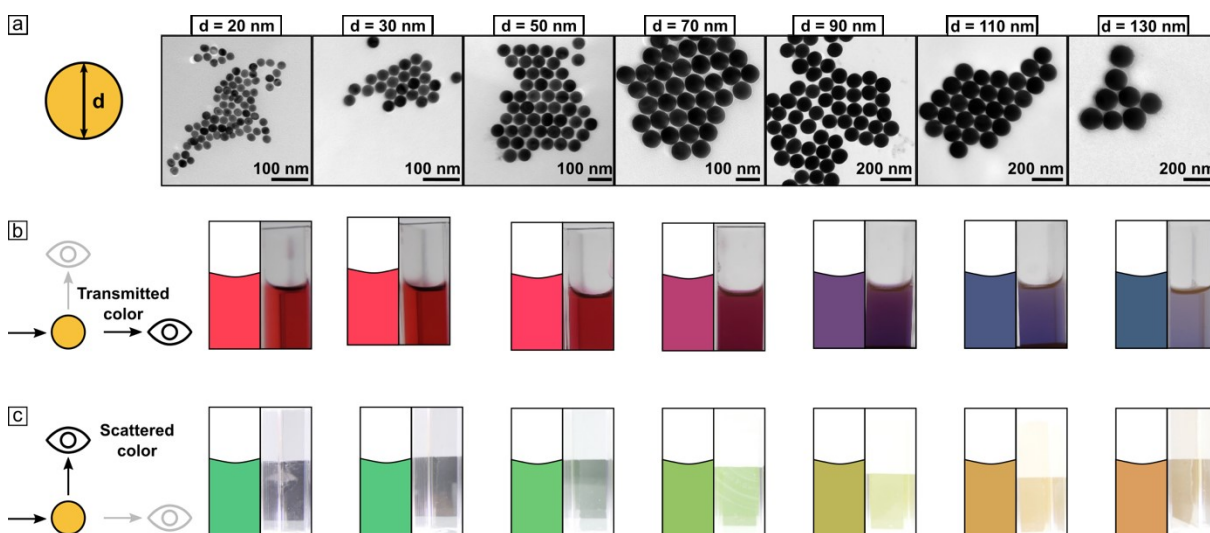 a
d = 20 nm
d = 30 nm
d = 50 nm
d = 70 nm
d = 90 nm
d = 110 nm
d = 130 nm
d
100 nm
100 nm
100 nm
100 nm
200 nm
200 nm
200 nm
b
Transmitted
color
c
Scattered
color